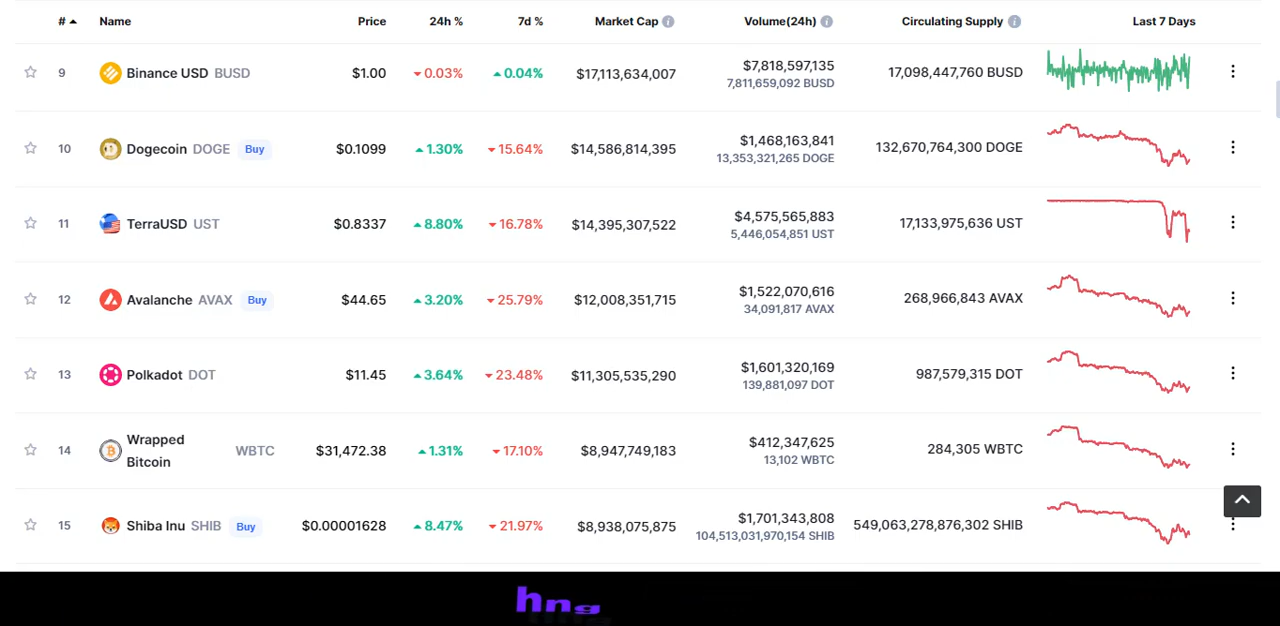 # Name Price 24h % 7d % Market Cap Volume(24h) Circulating Supply Last 7 Days
9 Binance USD BUSD $1.00 0.03% 0.04% $17,113,634,007 $7,818,597,135 17,098,447,760 BUSD
7,811,659,092 BUSD
10 Dogecoin DOGE Buy $0.1099 1.30% 15.64% $14,586,814,395 $1,468,163,841 132,670,764,300 DOGE
13,353,321,265 DOGE
11 TerraUSD UST $0.8337 8.80% 16.78% $14,395,307,522 $4,575,565,883 17,133,975,636 UST
5,446,054,851 UST
12 Avalanche AVAX Buy $44.65 3.20% 25.79% $12,008,351,715 $1,522,070,616 268,966,843 AVAX
34,091,817 AVAX
13 Polkadot DOT $11.45 3.64% 23.48% $11,305,535,290 $1,601,320,169 987,579,315 DOT
139,881,097 DOT
14 Wrapped Bitcoin WBTC $31,472.38 1.31% 17.10% $8,947,749,183 $412,347,625 284,305 WBTC
13,102 WBTC
15 Shiba Inu SHIB Buy $0.00001628 8.47% 21.97% $8,938,075,875 $1,701,343,808 549,063,278,876,302 SHIB
104,513,031,970,154 SHIB
hng